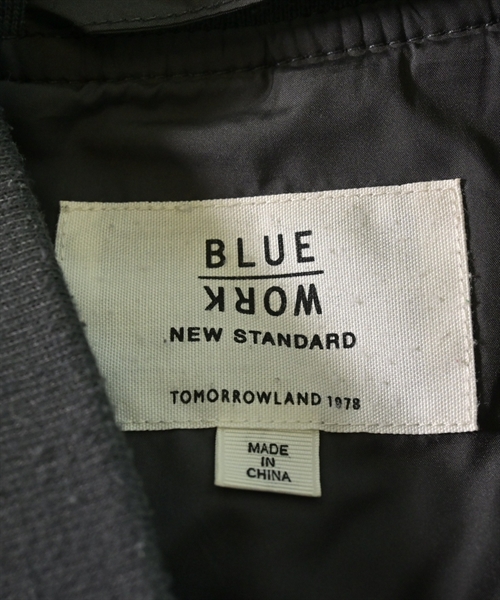 BLUE
WORK
NEW STANDARD
TOMORROWLAND 1978
MADE
IN
CHINA